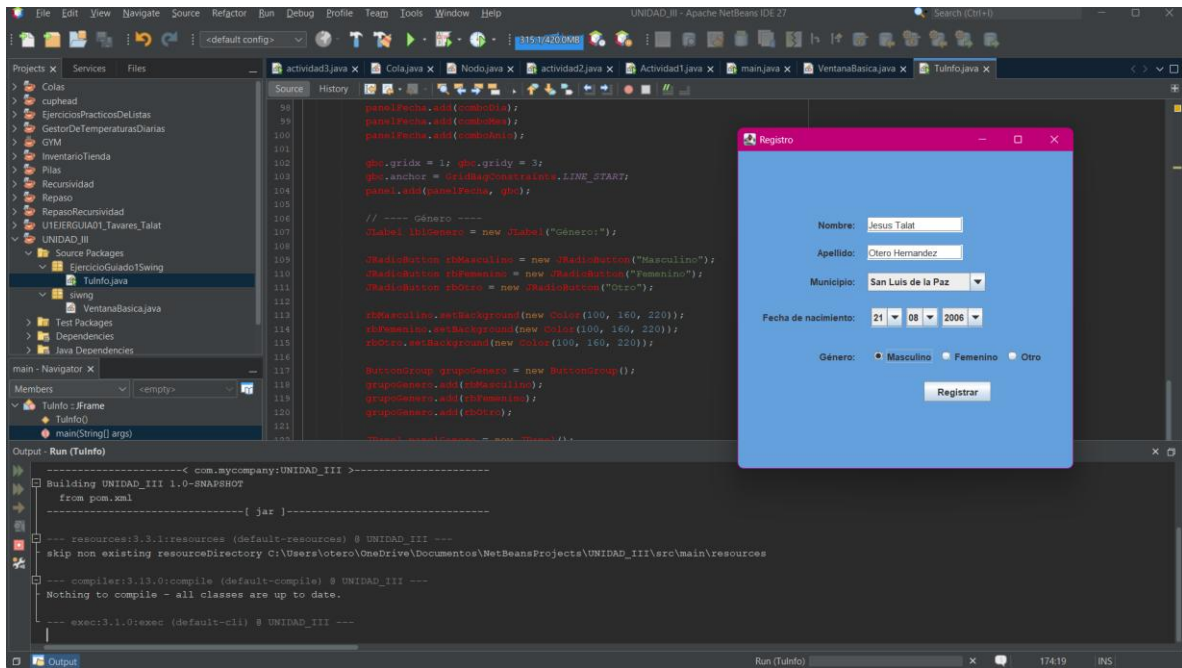 File Edit View Navigate Source Refactor Run Debug Profile Team Tools Window Help
UNIDAD_III - Apache NetBeans IDE 27
Search (Ctrl+I)
<default config>
315.1/420.0MB
Projects x Services Files
actividad3.java x Cola.java x Nodo.java x actividad2.java x Actividad1.java x main.java x VentanaBasica.java x TuInfo.java x
Source History
Colas
cuphead
EjerciciosPracticosDeListas
GestorDeTemperaturasDiarias
GYM
InventarioTienda
Pilas
Recursividad
Repaso
RepasoRecursividad
U1EJERGUIA01_Tavares_Talat
UNIDAD_III
Source Packages
EjercicioGuiado1Swing
TuInfo.java
siwng
VentanaBasica.java
Test Packages
Dependencies
Java Dependencies
main - Navigator x
Members <empty>
TuInfo :: JFrame
TuInfo()
main(String[] args)
98 panelFecha.add(comboDia);
99 panelFecha.add(comboMes);
100 panelFecha.add(comboAnio);
101
102 gbc.gridx = 1; gbc.gridy = 3;
103 gbc.anchor = GridBagConstraints.LINE_START;
104 panel.add(panelFecha, gbc);
105
106 // ---- Género ----
107 JLabel lblGenero = new JLabel("Género:");
108
109 JRadioButton rbMasculino = new JRadioButton("Masculino");
110 JRadioButton rbFemenino = new JRadioButton("Femenino");
111 JRadioButton rbOtro = new JRadioButton("Otro");
112
113 rbMasculino.setBackground(new Color(100, 160, 220));
114 rbFemenino.setBackground(new Color(100, 160, 220));
115 rbOtro.setBackground(new Color(100, 160, 220));
116
117 ButtonGroup grupoGenero = new ButtonGroup();
118 grupoGenero.add(rbMasculino);
119 grupoGenero.add(rbFemenino);
120 grupoGenero.add(rbOtro);
121
Registro
Nombre: Jesus Talat
Apellido: Otero Hernandez
Municipio: San Luis de la Paz
Fecha de nacimiento: 21 08 2006
Género: Masculino Femenino Otro
Registrar
Output - Run (TuInfo)
----------------------< com.mycompany:UNIDAD_III >----------------------
Building UNIDAD_III 1.0-SNAPSHOT
from pom.xml
--------------------------------[ jar ]---------------------------------
--- resources:3.3.1:resources (default-resources) @ UNIDAD_III ---
skip non existing resourceDirectory C:\Users\otero\OneDrive\Documentos\NetBeansProjects\UNIDAD_III\src\main\resources
--- compiler:3.13.0:compile (default-compile) @ UNIDAD_III ---
Nothing to compile - all classes are up to date.
--- exec:3.1.0:exec (default-cli) @ UNIDAD_III ---
Output
Run (TuInfo)
174:19
INS